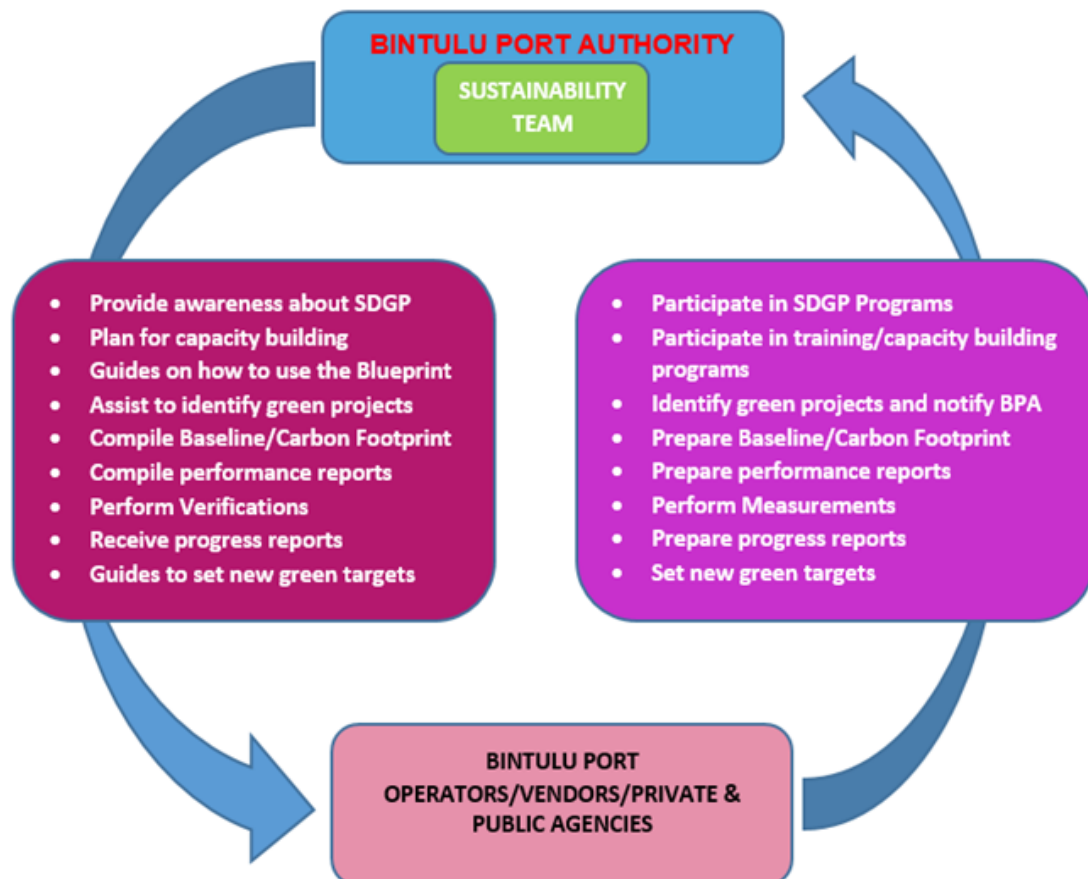 BINTULU PORT AUTHORITY
SUSTAINABILITY
TEAM
• Provide awareness about SDGP
• Plan for capacity building
• Guides on how to use the Blueprint
• Assist to identify green projects
• Compile Baseline/Carbon Footprint
• Compile performance reports
• Perform Verifications
• Receive progress reports
• Guides to set new green targets
• Participate in SDGP Programs
• Participate in training/capacity building
programs
• Identify green projects and notify BPA
• Prepare Baseline/Carbon Footprint
• Prepare performance reports
• Perform Measurements
• Prepare progress reports
• Set new green targets
BINTULU PORT
OPERATORS/VENDORS/PRIVATE &
PUBLIC AGENCIES